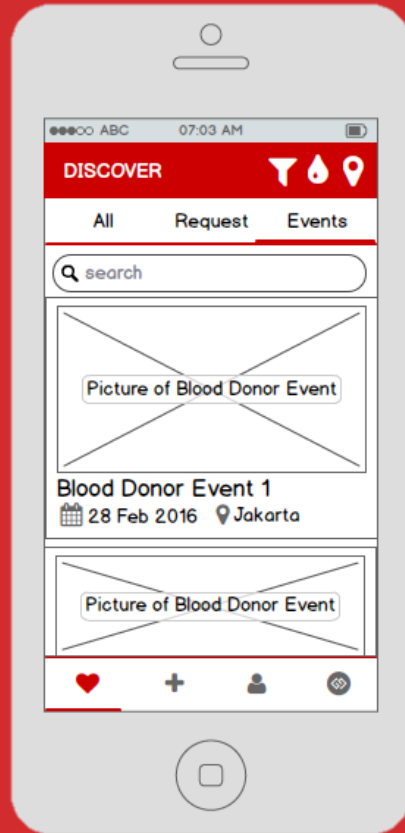 ABC 07:03 AM
DISCOVER
All Request Events
search
Picture of Blood Donor Event
Blood Donor Event 1
28 Feb 2016 Jakarta
Picture of Blood Donor Event